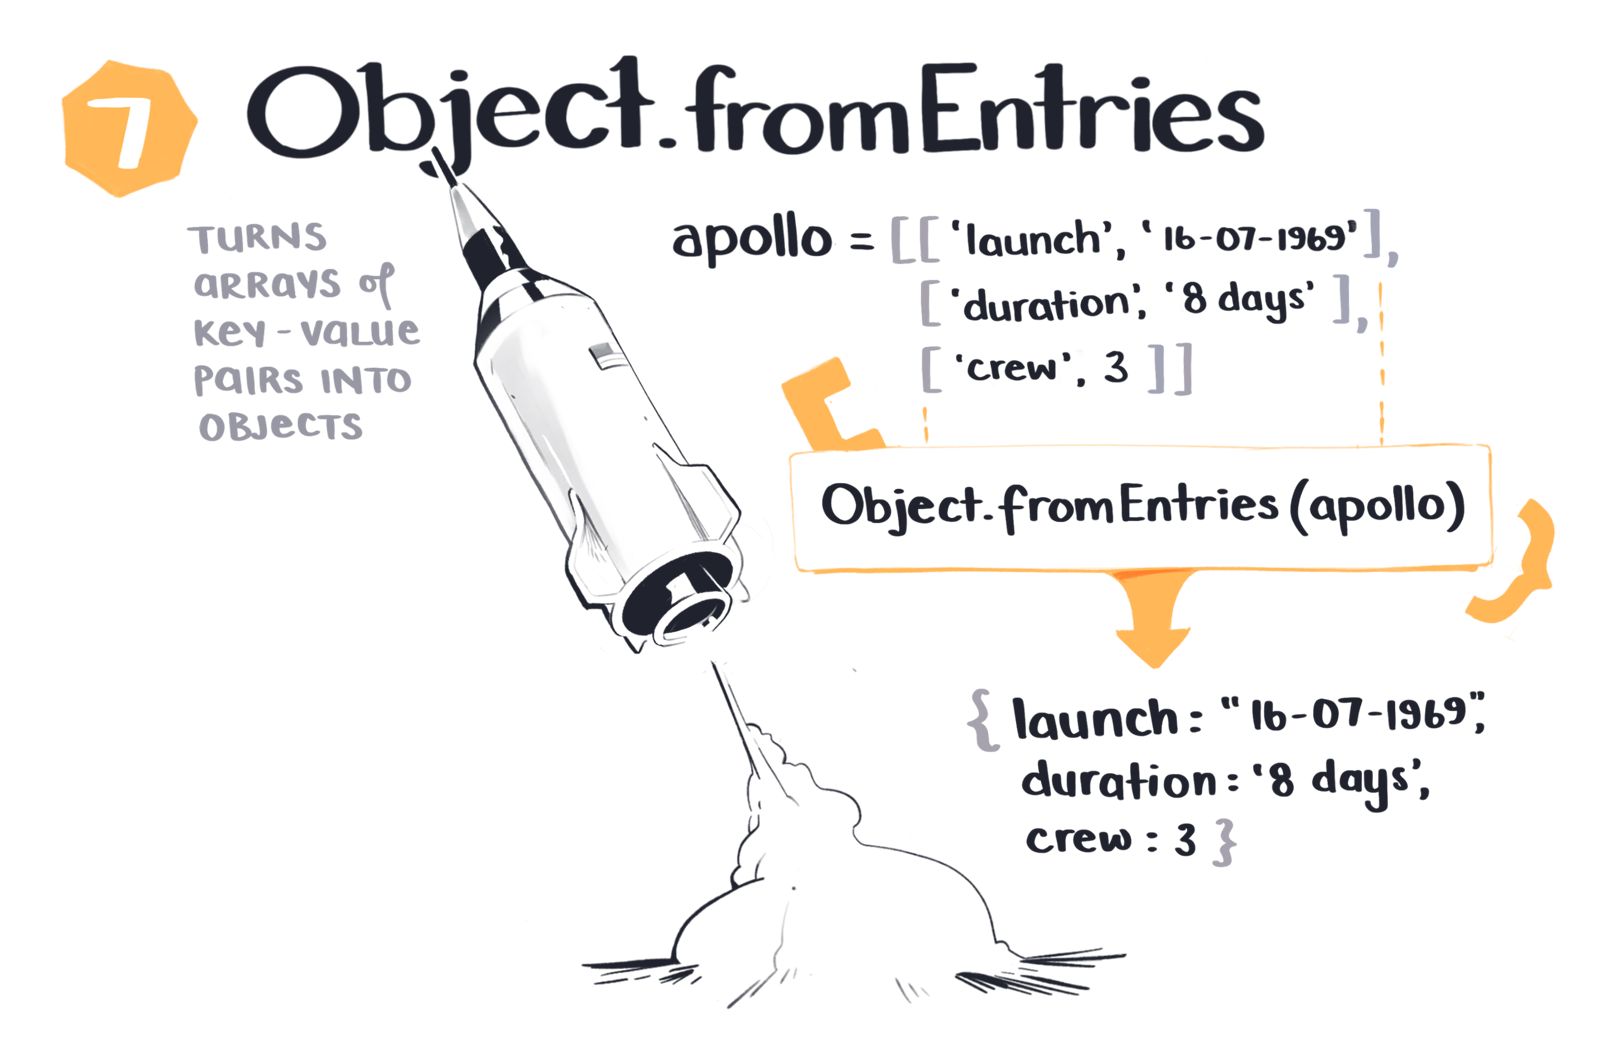 7
Object.fromEntries
TURNS
ARRAYS of
KEY-VALUE
PAIRS INTO
OBJECTS
apollo = [[ 'launch', '16-07-1969'],
[ 'duration', '8 days' ],
[ 'crew', 3 ]]
Object.fromEntries (apollo)
{ launch: "16-07-1969",
duration: '8 days',
crew : 3 }